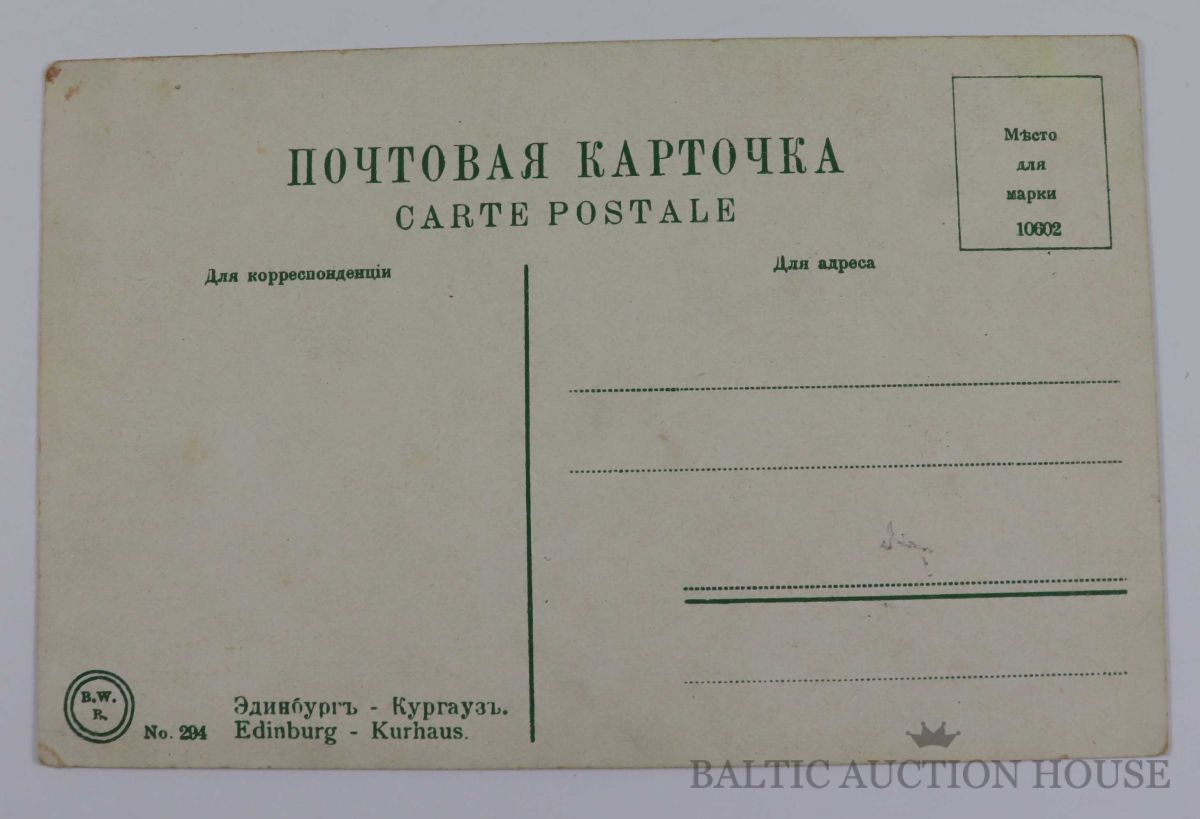 ПОЧТОВАЯ КАРТОЧКА
CARTE POSTALE
Мѣсто
для
марки
10602
Для корреспонденціи
Для адреса
B.W.
R.
No. 294
Эдинбургъ - Кургаузъ.
Edinburg - Kurhaus.
BALTIC AUCTION HOUSE